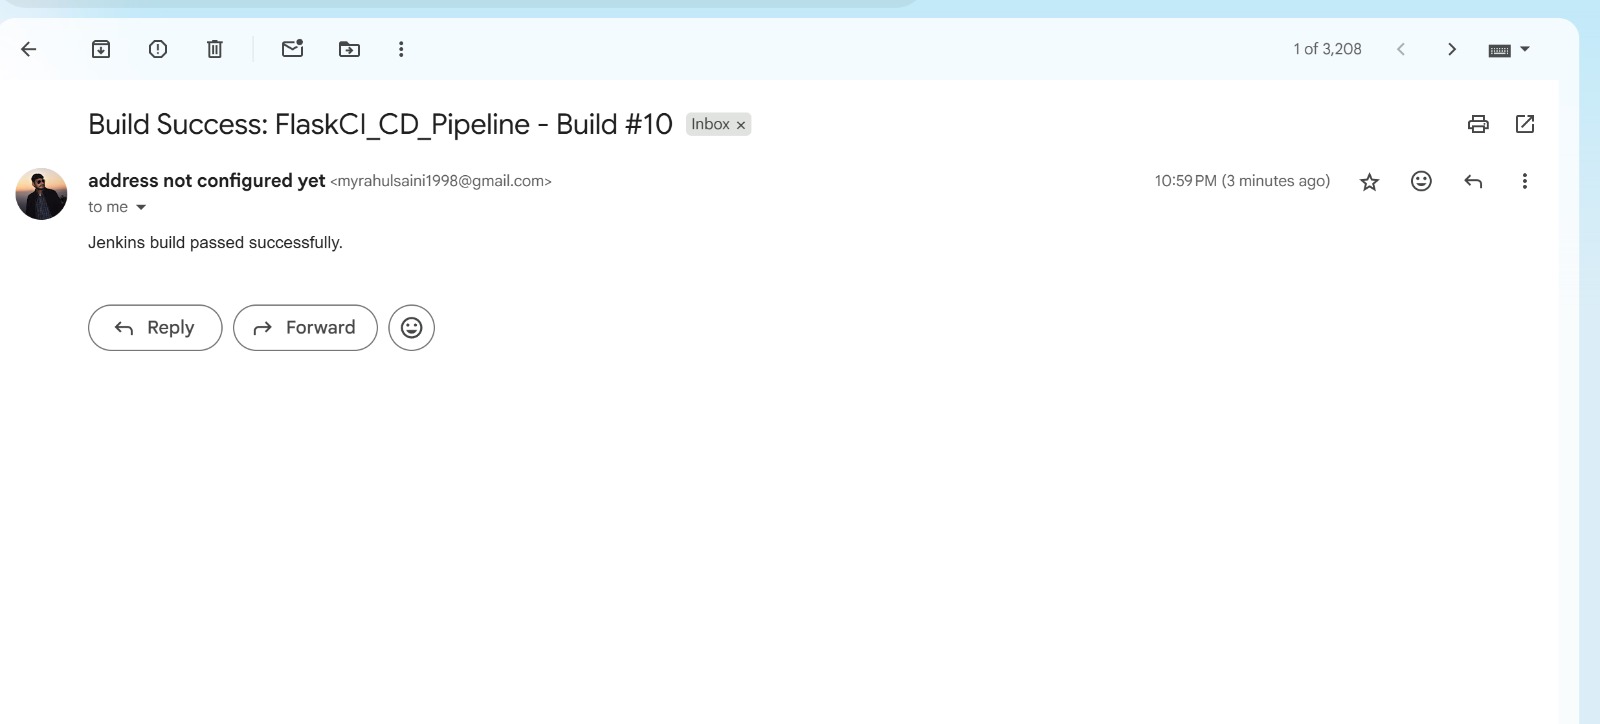 1 of 3,208
Build Success: FlaskCI_CD_Pipeline - Build #10 Inbox ×
address not configured yet <myrahulsaini1998@gmail.com> 10:59 PM (3 minutes ago)
to me
Jenkins build passed successfully.
Reply Forward